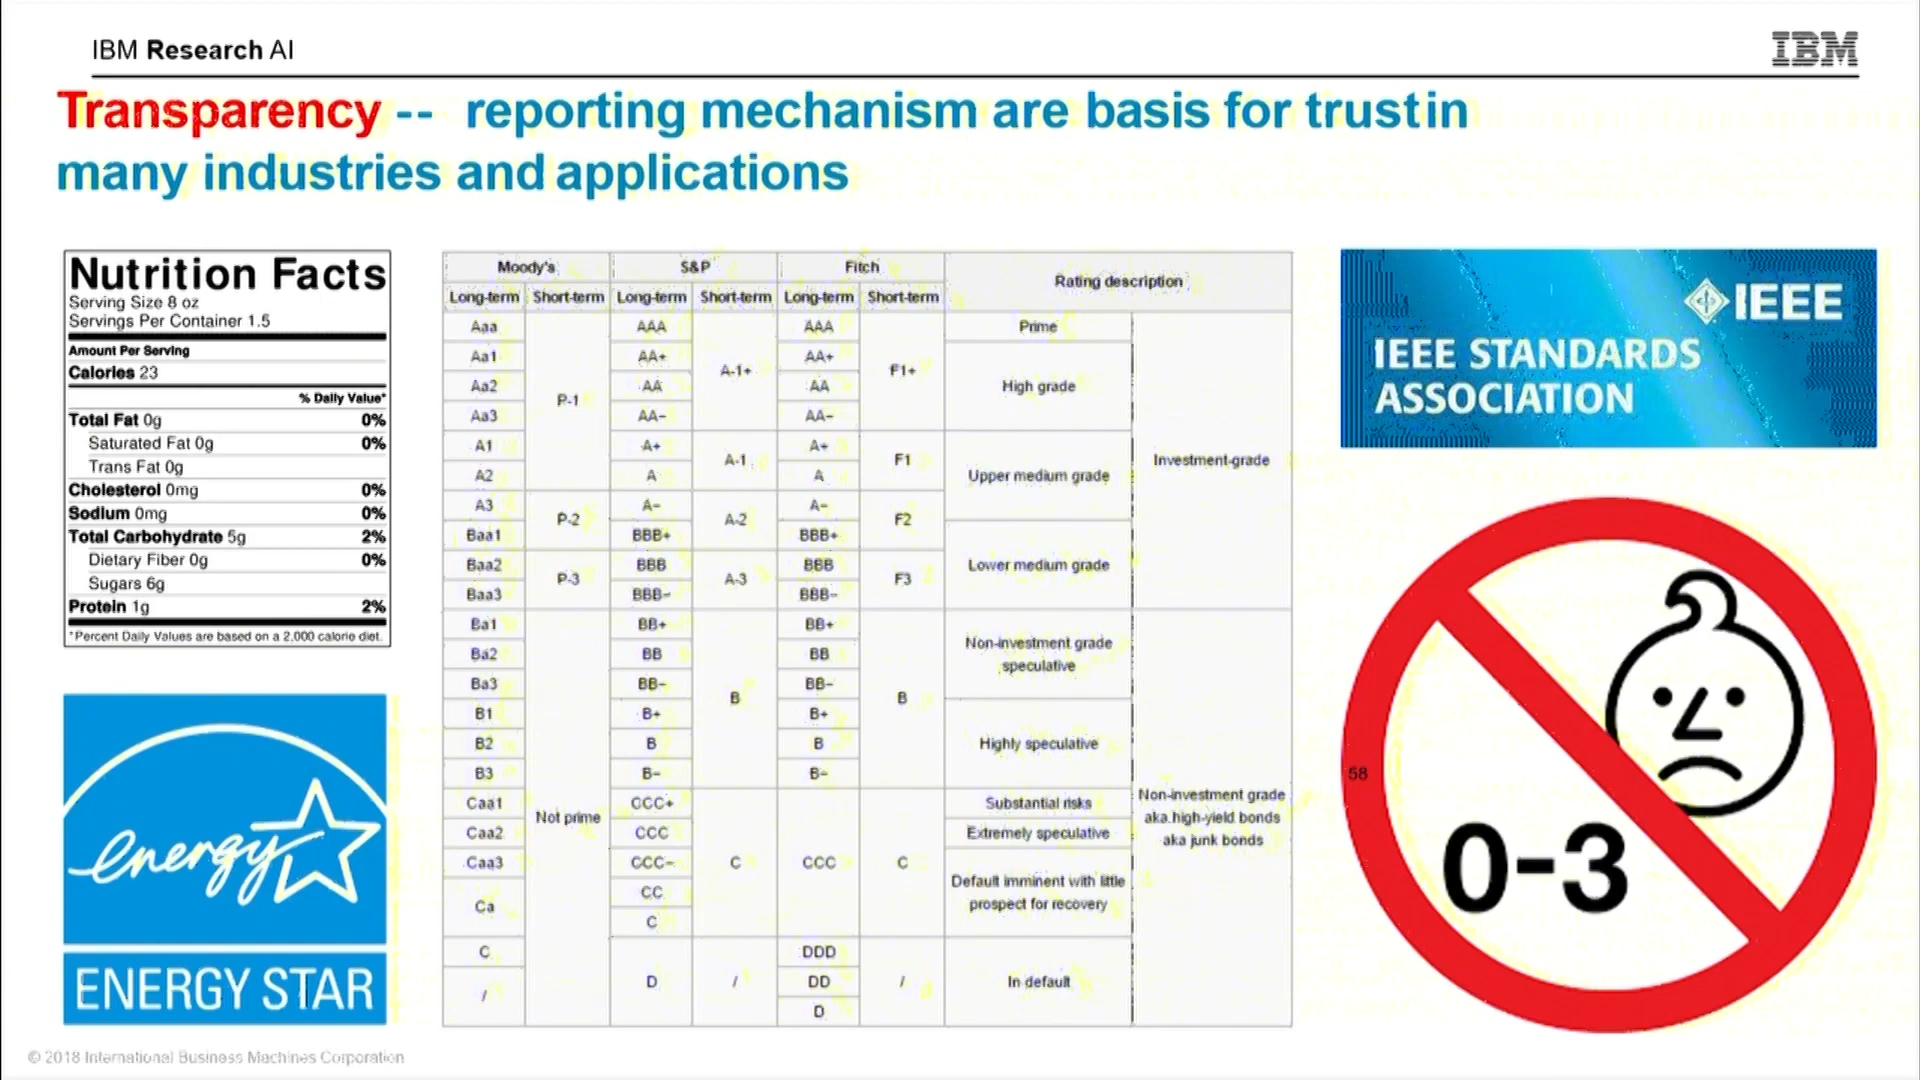 IBM Research AI
IBM
Transparency -- reporting mechanism are basis for trust in
many industries and applications
Nutrition Facts
Serving Size 8 oz
Servings Per Container 1.5
Amount Per Serving
Calories 23
% Daily Value*
Total Fat 0g 0%
Saturated Fat 0g 0%
Trans Fat 0g
Cholesterol 0mg 0%
Sodium 0mg 0%
Total Carbohydrate 5g 2%
Dietary Fiber 0g 0%
Sugars 6g
Protein 1g 2%
*Percent Daily Values are based on a 2,000 calorie diet.
energy
ENERGY STAR
Moody's S&P Fitch Rating description
Long-term Short-term Long-term Short-term Long-term Short-term
Aaa P-1 AAA A-1+ AAA F1+ Prime Investment-grade
Aa1 AA+ AA+ High grade
Aa2 AA AA
Aa3 AA− AA−
A1 A+ A-1 A+ F1 Upper medium grade
A2 A A
A3 P-2 A− A-2 A− F2
Baa1 BBB+ BBB+ Lower medium grade
Baa2 P-3 BBB A-3 BBB F3
Baa3 BBB− BBB−
Ba1 Not prime BB+ B BB+ B Non-investment grade
speculative
Non-investment grade
aka high-yield bonds
aka junk bonds
Ba2 BB BB
Ba3 BB− BB−
B1 B+ B+ Highly speculative
B2 B B
B3 B− B−
Caa1 CCC+ C CCC C Substantial risks
Caa2 CCC Extremely speculative
Caa3 CCC− Default imminent with little
prospect for recovery
Ca CC
C
C D / DDD / In default
/ DD
D
IEEE
IEEE STANDARDS
ASSOCIATION
58
0-3
© 2018 International Business Machines Corporation